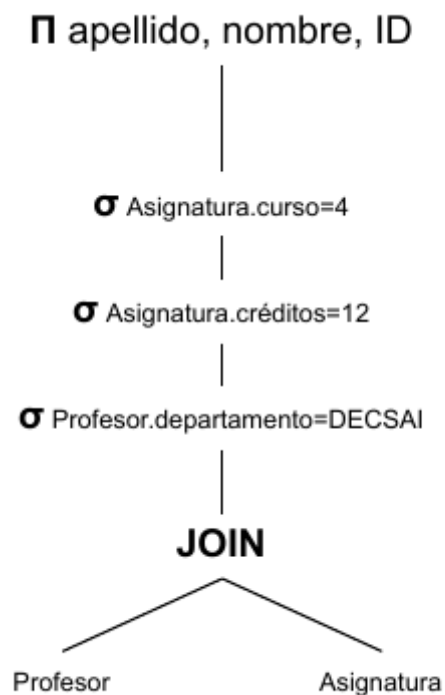 Π apellido, nombre, ID
σ Asignatura.curso=4
σ Asignatura.créditos=12
σ Profesor.departamento=DECSAI
JOIN
Profesor Asignatura